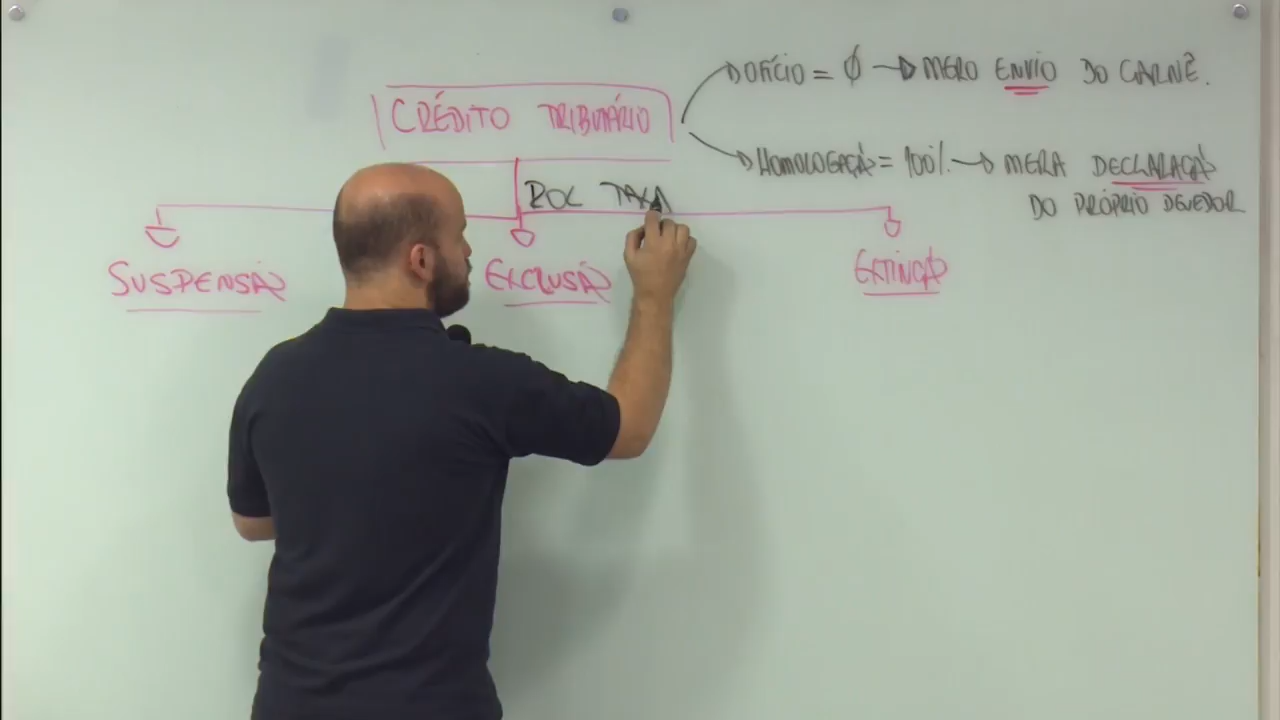 OFÍCIO = Ø → MERO ENVIO DO CARNÊ.
CRÉDITO TRIBUTÁRIO
HOMOLOGAÇÃO = 100% → MERA DECLARAÇÃO
DO PRÓPRIO DEVEDOR
ROL TAXA
SUSPENSÃO
EXCLUSÃO
EXTINÇÃO